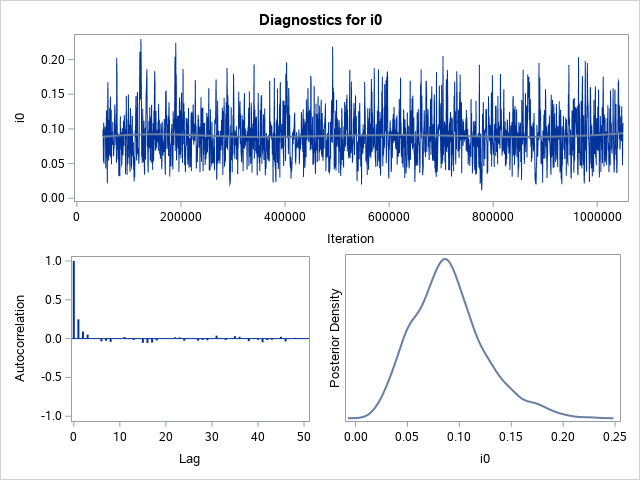 Diagnostics for i0
i0
0.20
0.15
0.10
0.05
0.00
0 200000 400000 600000 800000 1000000
Iteration
Autocorrelation
1.0
0.5
0.0
-0.5
-1.0
0 10 20 30 40 50
Lag
Posterior Density
0.00 0.05 0.10 0.15 0.20 0.25
i0